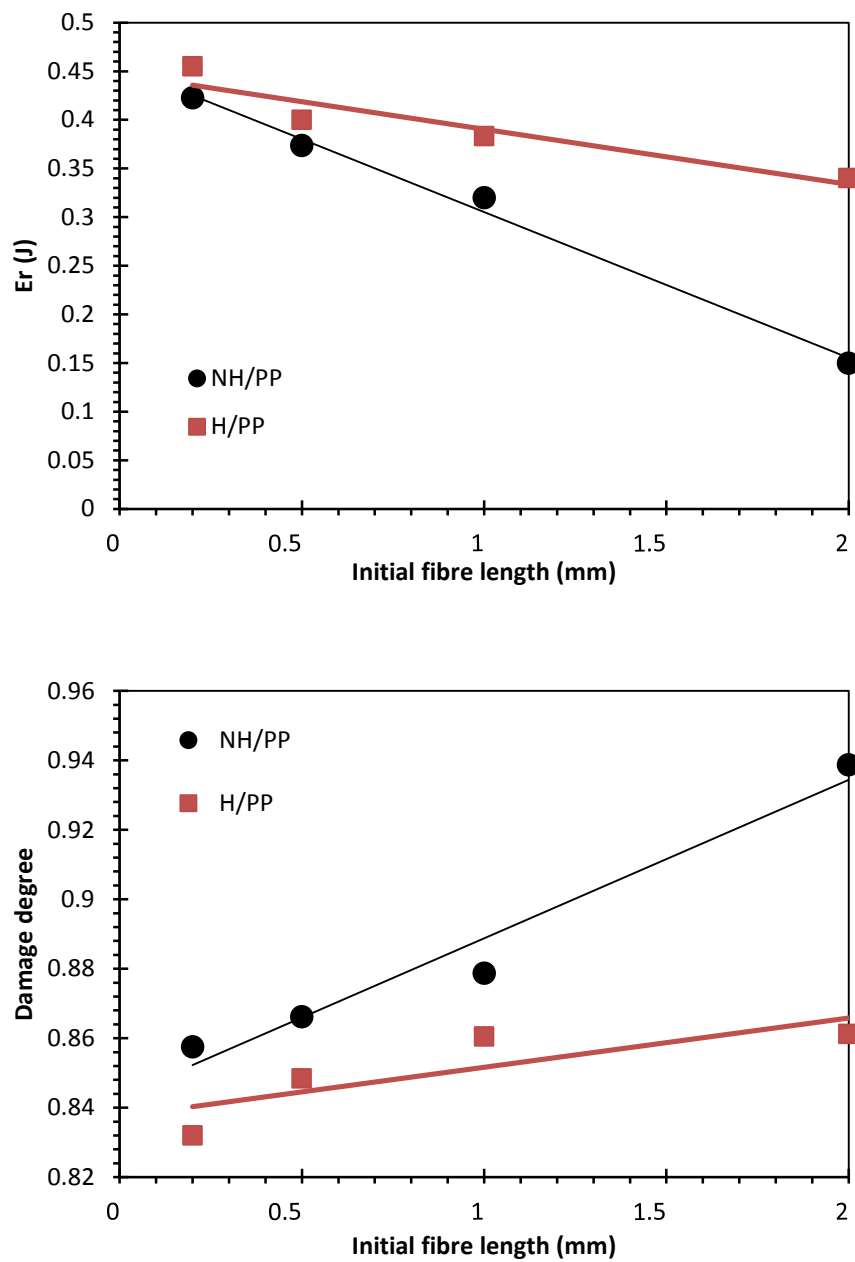 0.5
0.45
0.4
0.35
0.3
0.25
0.2
0.15
0.1
0.05
0
Er (J)
NH/PP
H/PP
0 0.5 1 1.5 2
Initial fibre length (mm)
0.96
0.94
0.92
0.9
0.88
0.86
0.84
0.82
Damage degree
NH/PP
H/PP
0 0.5 1 1.5 2
Initial fibre length (mm)